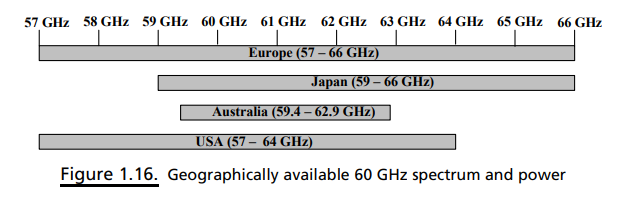 57 GHz 58 GHz 59 GHz 60 GHz 61 GHz 62 GHz 63 GHz 64 GHz 65 GHz 66 GHz
Europe (57 – 66 GHz)
Japan (59 – 66 GHz)
Australia (59.4 – 62.9 GHz)
USA (57 – 64 GHz)
Figure 1.16. Geographically available 60 GHz spectrum and power